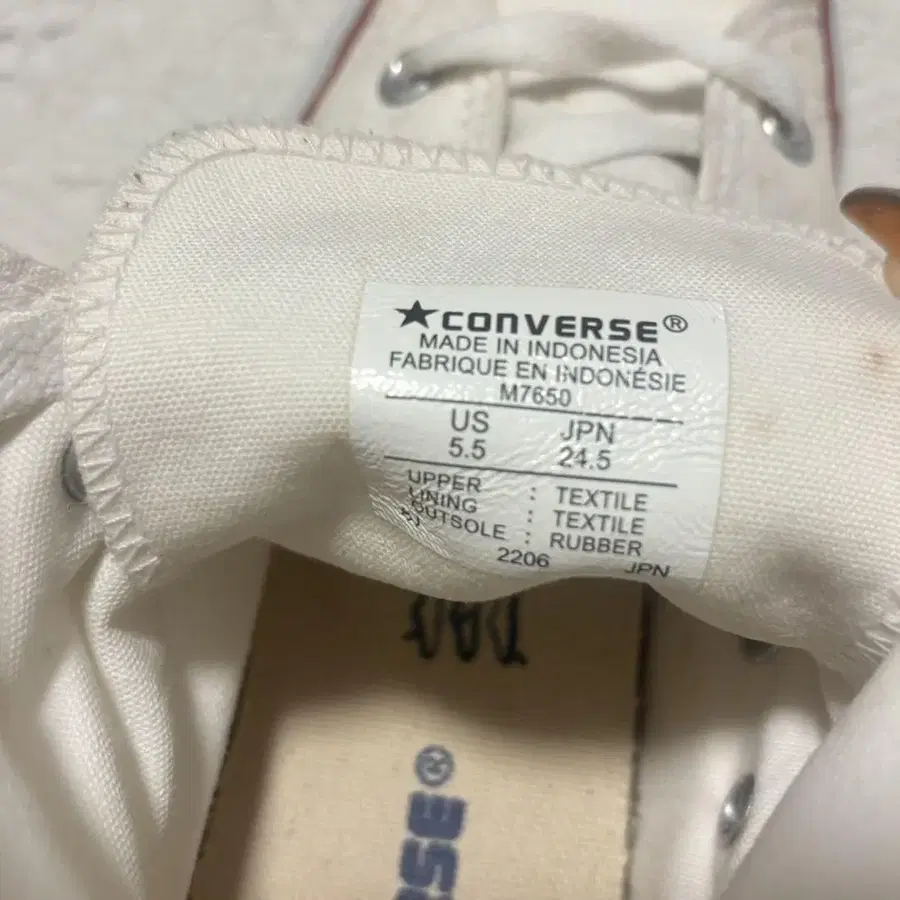 ★CONVERSE®
MADE IN INDONESIA
FABRIQUE EN INDONÉSIE
M7650
US JPN
5.5 24.5
UPPER : TEXTILE
LINING : TEXTILE
OUTSOLE : RUBBER
2206 JPN
RSE®